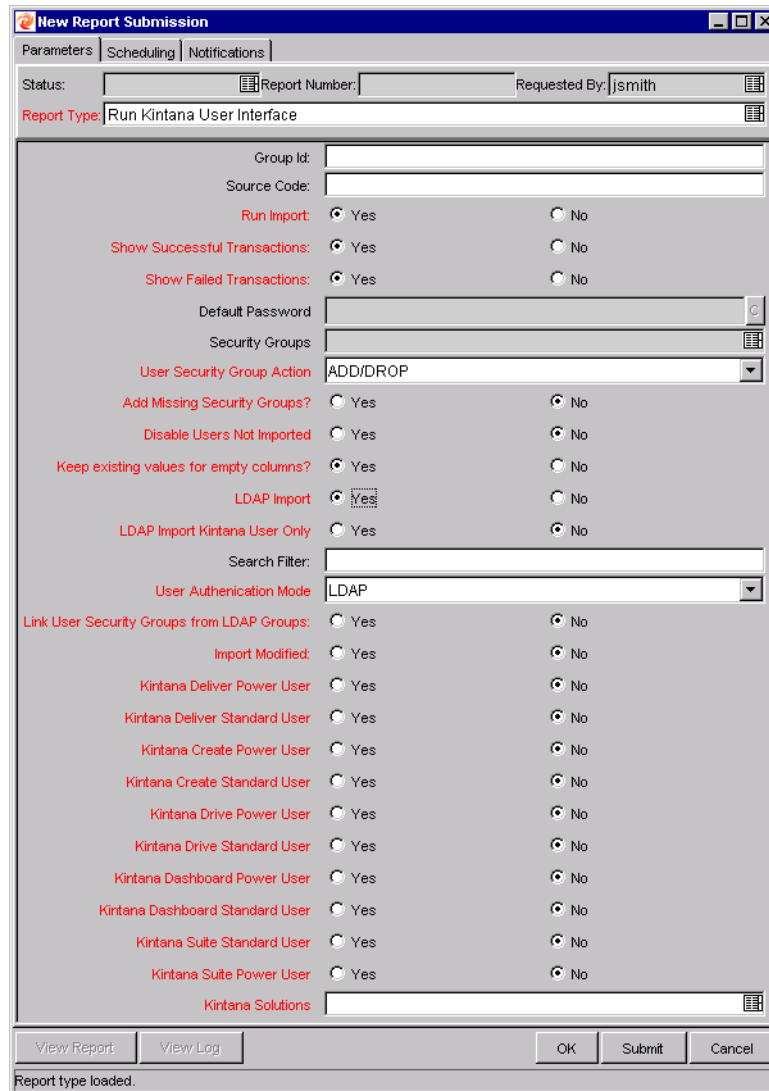 New Report Submission
Parameters Scheduling Notifications
Status: Report Number: Requested By: jsmith
Report Type: Run Kintana User Interface
Group Id:
Source Code:
Run Import: Yes No
Show Successful Transactions: Yes No
Show Failed Transactions: Yes No
Default Password C
Security Groups
User Security Group Action ADD/DROP
Add Missing Security Groups? Yes No
Disable Users Not Imported Yes No
Keep existing values for empty columns? Yes No
LDAP Import Yes No
LDAP Import Kintana User Only Yes No
Search Filter:
User Authenication Mode LDAP
Link User Security Groups from LDAP Groups: Yes No
Import Modified: Yes No
Kintana Deliver Power User Yes No
Kintana Deliver Standard User Yes No
Kintana Create Power User Yes No
Kintana Create Standard User Yes No
Kintana Drive Power User Yes No
Kintana Drive Standard User Yes No
Kintana Dashboard Power User Yes No
Kintana Dashboard Standard User Yes No
Kintana Suite Standard User Yes No
Kintana Suite Power User Yes No
Kintana Solutions
View Report View Log OK Submit Cancel
Report type loaded.